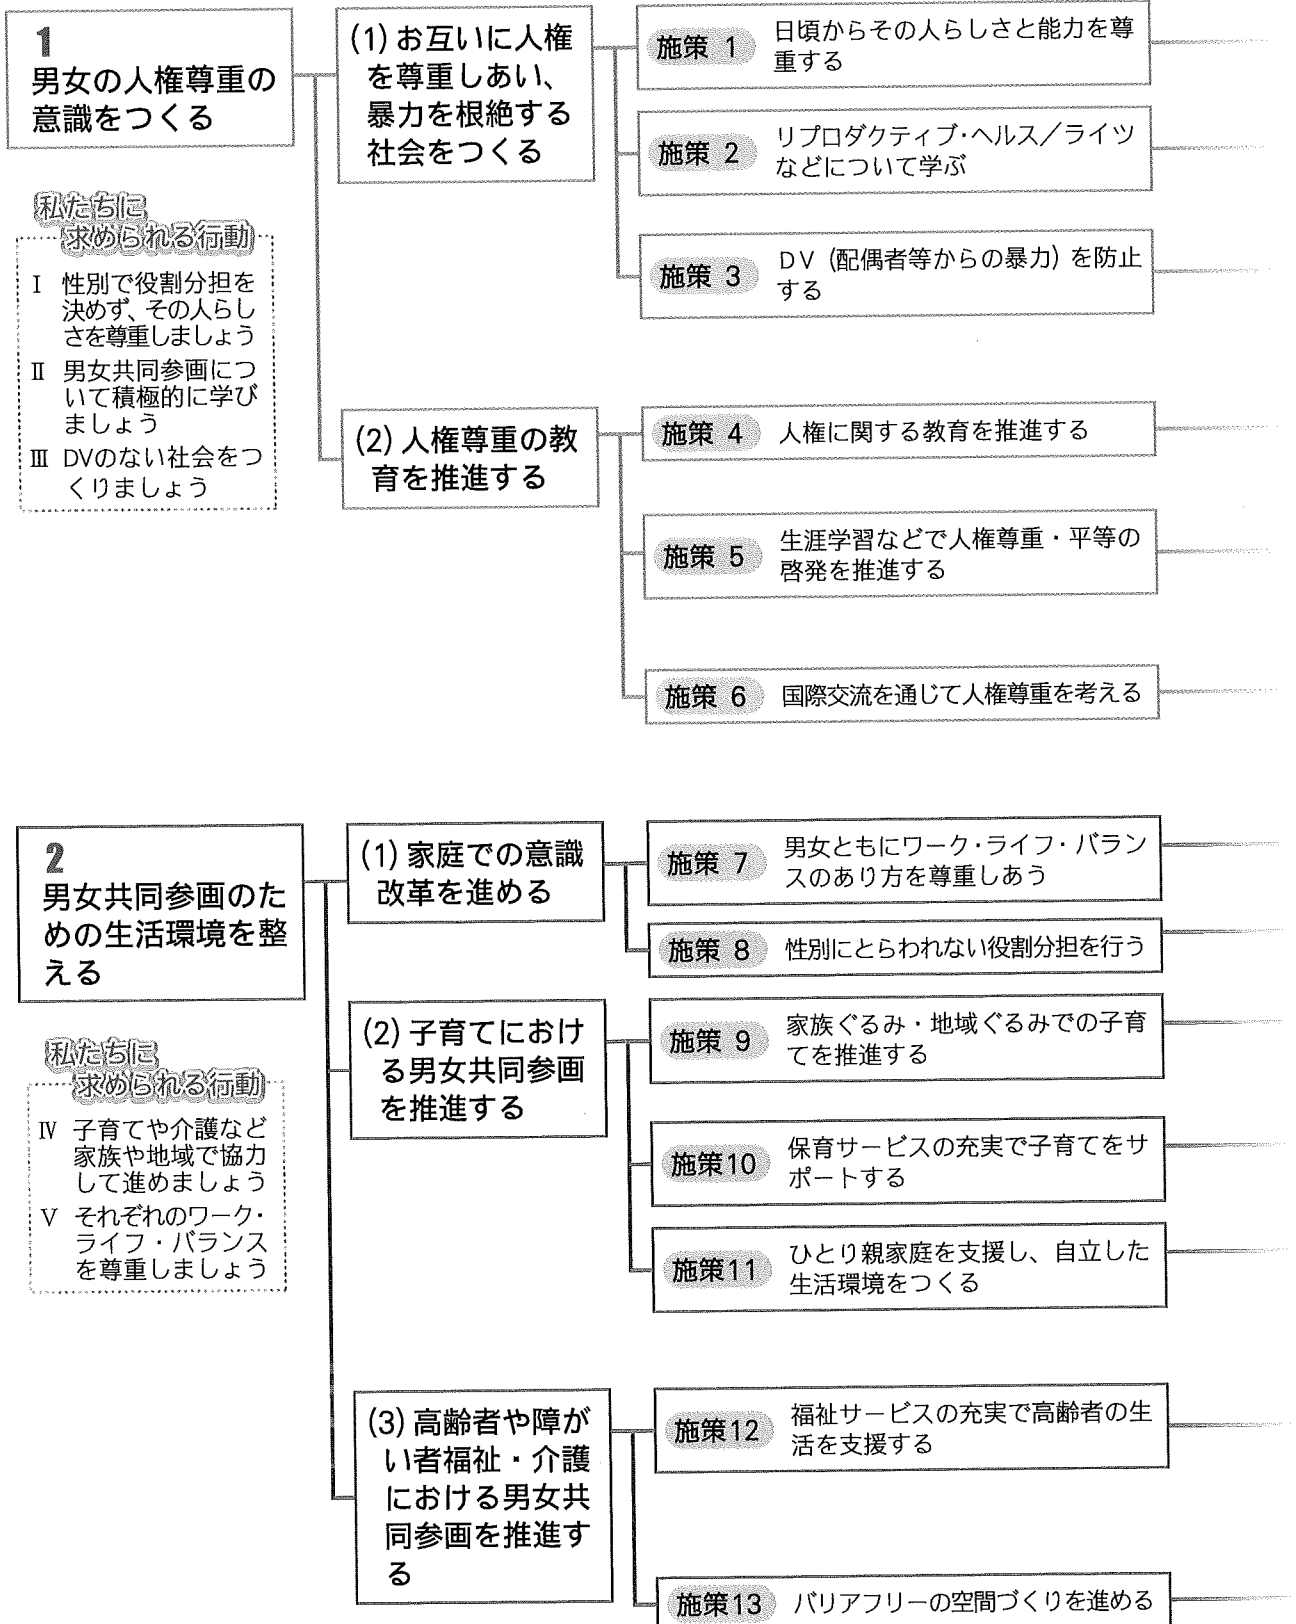 1
男女の人権尊重の
意識をつくる
私たちに
求められる行動
Ⅰ 性別で役割分担を
決めず、その人らし
さを尊重しましょう
Ⅱ 男女共同参画につ
いて積極的に学び
ましょう
Ⅲ DVのない社会をつ
くりましょう
(1) お互いに人権
を尊重しあい、
暴力を根絶する
社会をつくる
施策 1 日頃からその人らしさと能力を尊
重する
施策 2 リプロダクティブ・ヘルス／ライツ
などについて学ぶ
施策 3 DV（配偶者等からの暴力）を防止
する
(2) 人権尊重の教
育を推進する
施策 4 人権に関する教育を推進する
施策 5 生涯学習などで人権尊重・平等の
啓発を推進する
施策 6 国際交流を通じて人権尊重を考える
2
男女共同参画のた
めの生活環境を整
える
私たちに
求められる行動
Ⅳ 子育てや介護など
家族や地域で協力
して進めましょう
Ⅴ それぞれのワーク・
ライフ・バランス
を尊重しましょう
(1) 家庭での意識
改革を進める
施策 7 男女ともにワーク・ライフ・バラン
スのあり方を尊重しあう
施策 8 性別にとらわれない役割分担を行う
(2) 子育てにおけ
る男女共同参画
を推進する
施策 9 家族ぐるみ・地域ぐるみでの子育
てを推進する
施策10 保育サービスの充実で子育てをサ
ポートする
施策11 ひとり親家庭を支援し、自立した
生活環境をつくる
(3) 高齢者や障が
い者福祉・介護
における男女共
同参画を推進す
る
施策12 福祉サービスの充実で高齢者の生
活を支援する
施策13 バリアフリーの空間づくりを進める